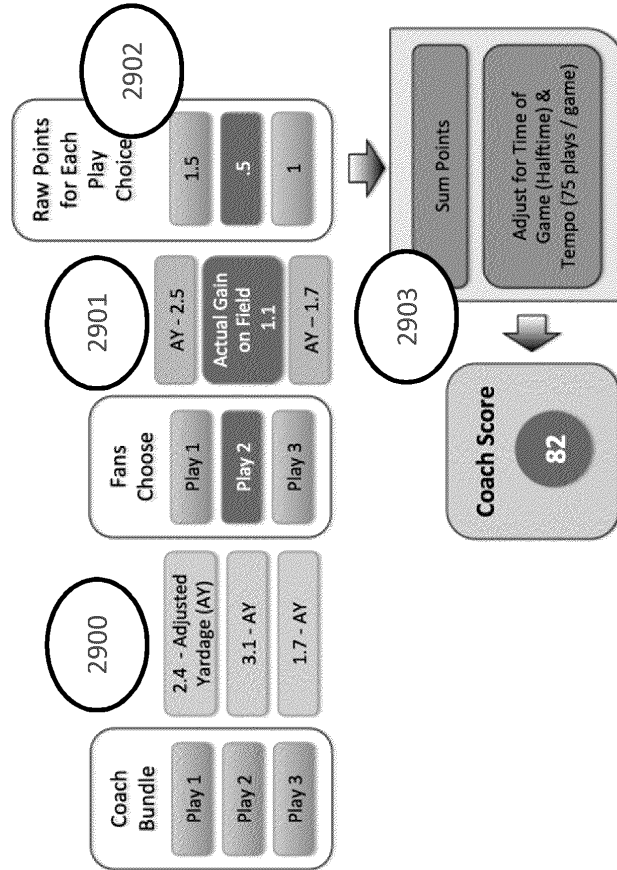 Coach
Bundle
Play 1
Play 2
Play 3
2900
2.4 - Adjusted
Yardage (AY)
3.1 - AY
1.7 - AY
Fans
Choose
Play 1
Play 2
Play 3
2901
AY - 2.5
Actual Gain
on Field
1.1
AY – 1.7
2902
Raw Points
for Each
Play
Choice
1.5
.5
1
2903
Sum Points
Adjust for Time of
Game (Halftime) &
Tempo (75 plays / game)
Coach Score
82